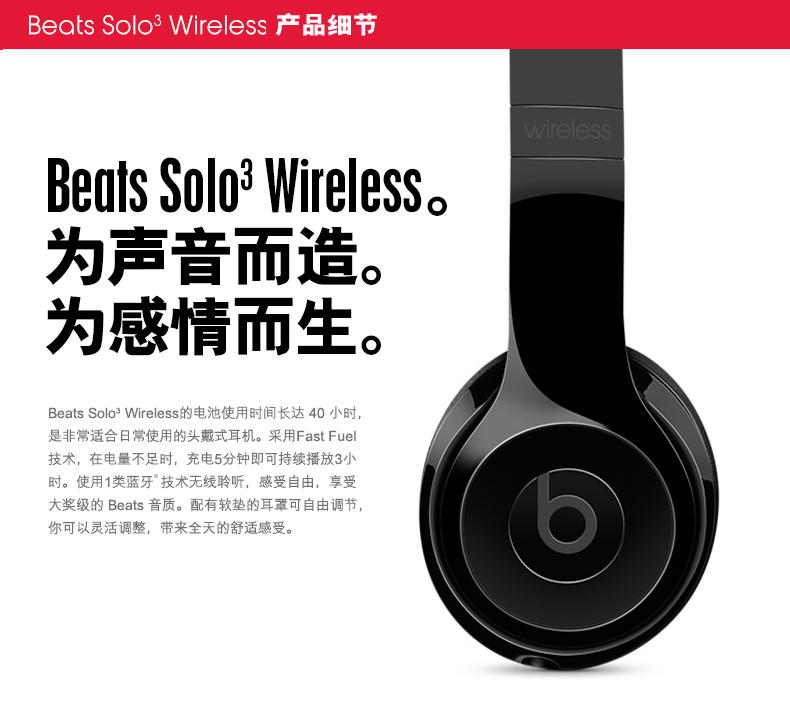 Beats Solo³ Wireless 产品细节
wireless
Beats Solo³ Wireless。
为声音而造。
为感情而生。
Beats Solo³ Wireless的电池使用时间长达 40 小时，
是非常适合日常使用的头戴式耳机。采用Fast Fuel
技术，在电量不足时，充电5分钟即可持续播放3小
时。使用1类蓝牙®技术无线聆听，感受自由，享受
大奖级的 Beats 音质。配有软垫的耳罩可自由调节，
你可以灵活调整，带来全天的舒适感受。
b